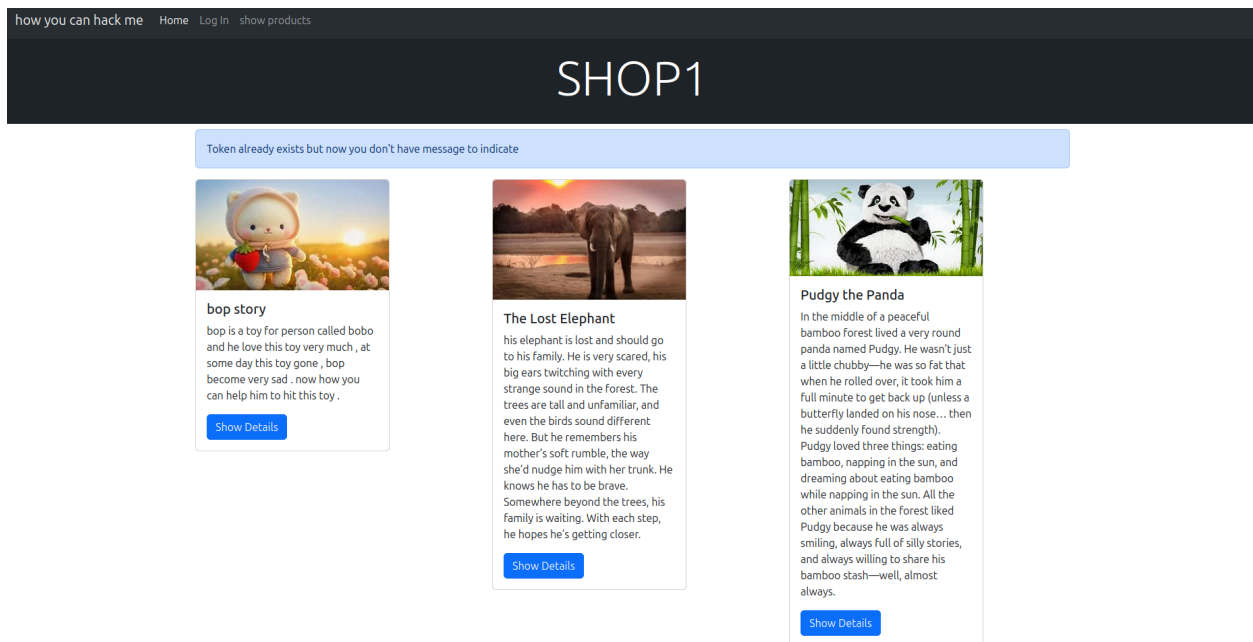 how you can hack me Home Log In show products
SHOP1
Token already exists but now you don't have message to indicate
bop story
bop is a toy for person called bobo
and he love this toy very much , at
some day this toy gone , bop
become very sad . now how you
can help him to hit this toy .
Show Details
The Lost Elephant
his elephant is lost and should go
to his family. He is very scared, his
big ears twitching with every
strange sound in the forest. The
trees are tall and unfamiliar, and
even the birds sound different
here. But he remembers his
mother’s soft rumble, the way
she’d nudge him with her trunk. He
knows he has to be brave.
Somewhere beyond the trees, his
family is waiting. With each step,
he hopes he’s getting closer.
Show Details
Pudgy the Panda
In the middle of a peaceful
bamboo forest lived a very round
panda named Pudgy. He wasn’t just
a little chubby—he was so fat that
when he rolled over, it took him a
full minute to get back up (unless a
butterfly landed on his nose… then
he suddenly found strength).
Pudgy loved three things: eating
bamboo, napping in the sun, and
dreaming about eating bamboo
while napping in the sun. All the
other animals in the forest liked
Pudgy because he was always
smiling, always full of silly stories,
and always willing to share his
bamboo stash—well, almost
always.
Show Details